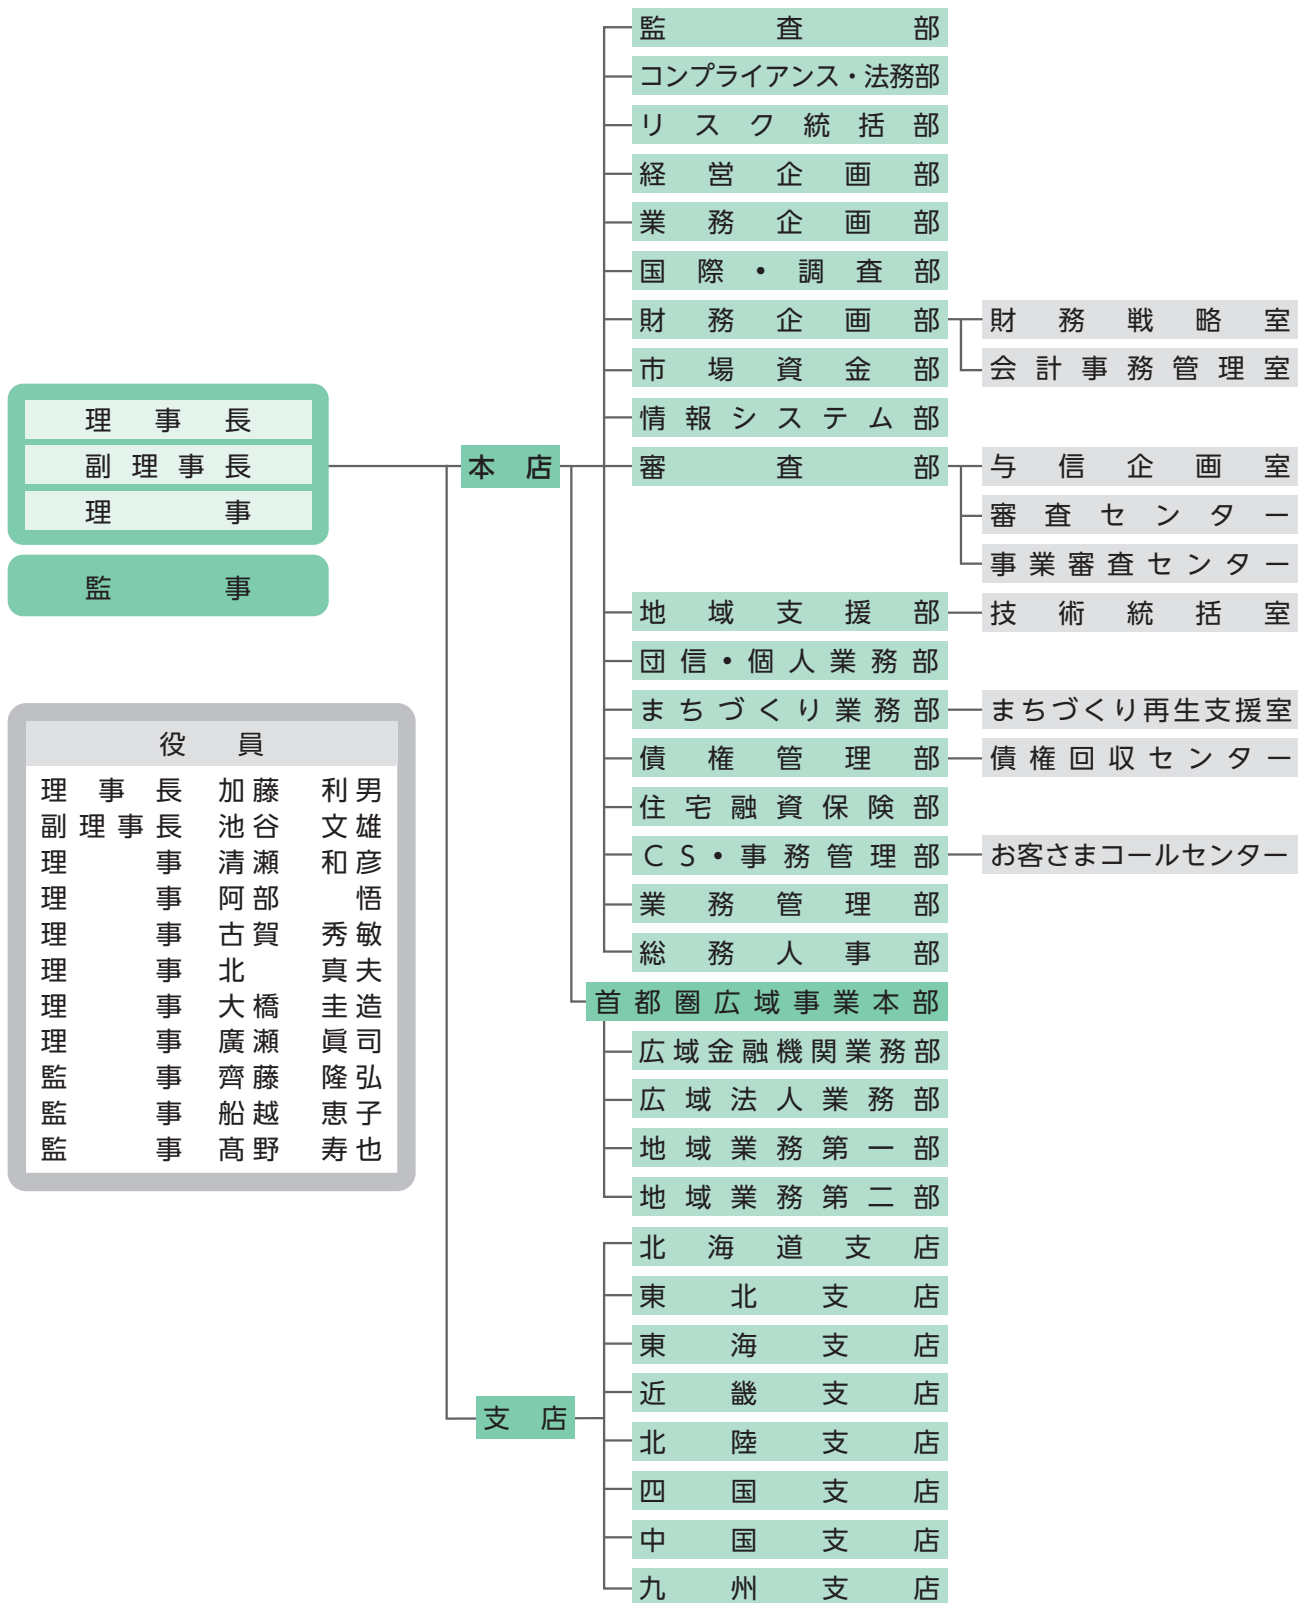 理事長
副理事長
理事
監事
役員
理事長 加藤 利男
副理事長 池谷 文雄
理事 清瀬 和彦
理事 阿部 悟
理事 古賀 秀敏
理事 北 真夫
理事 大橋 圭造
理事 廣瀬 眞司
監事 齊藤 隆弘
監事 船越 恵子
監事 髙野 寿也
本店
監査部
コンプライアンス・法務部
リスク統括部
経営企画部
業務企画部
国際・調査部
財務企画部
財務戦略室
会計事務管理室
市場資金部
情報システム部
審査部
与信企画室
審査センター
事業審査センター
地域支援部
技術統括室
団信・個人業務部
まちづくり業務部
まちづくり再生支援室
債権管理部
債権回収センター
住宅融資保険部
CS・事務管理部
お客さまコールセンター
業務管理部
総務人事部
首都圏広域事業本部
広域金融機関業務部
広域法人業務部
地域業務第一部
地域業務第二部
支店
北海道支店
東北支店
東海支店
近畿支店
北陸支店
四国支店
中国支店
九州支店